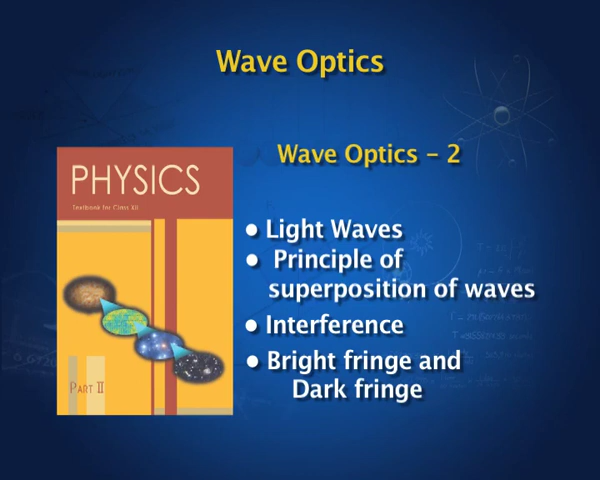 Wave Optics
Wave Optics – 2
PHYSICS
Textbook for Class XII
PART II
● Light Waves
● Principle of
superposition of waves
● Interference
● Bright fringe and
Dark fringe